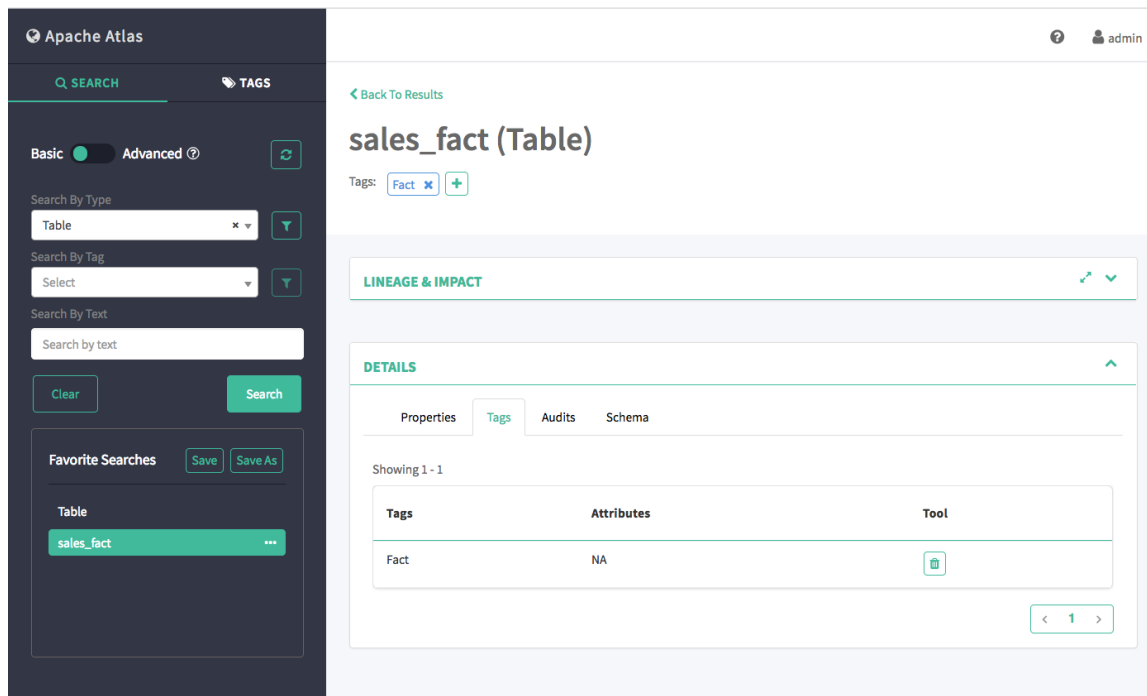 Apache Atlas
admin
SEARCH
TAGS
Back To Results
sales_fact (Table)
Tags: Fact
Basic Advanced
Search By Type
Table
Search By Tag
Select
Search By Text
Search by text
Clear Search
Favorite Searches Save Save As
Table
sales_fact
LINEAGE & IMPACT
DETAILS
Properties Tags Audits Schema
Showing 1 - 1
Tags Attributes Tool
Fact NA
1